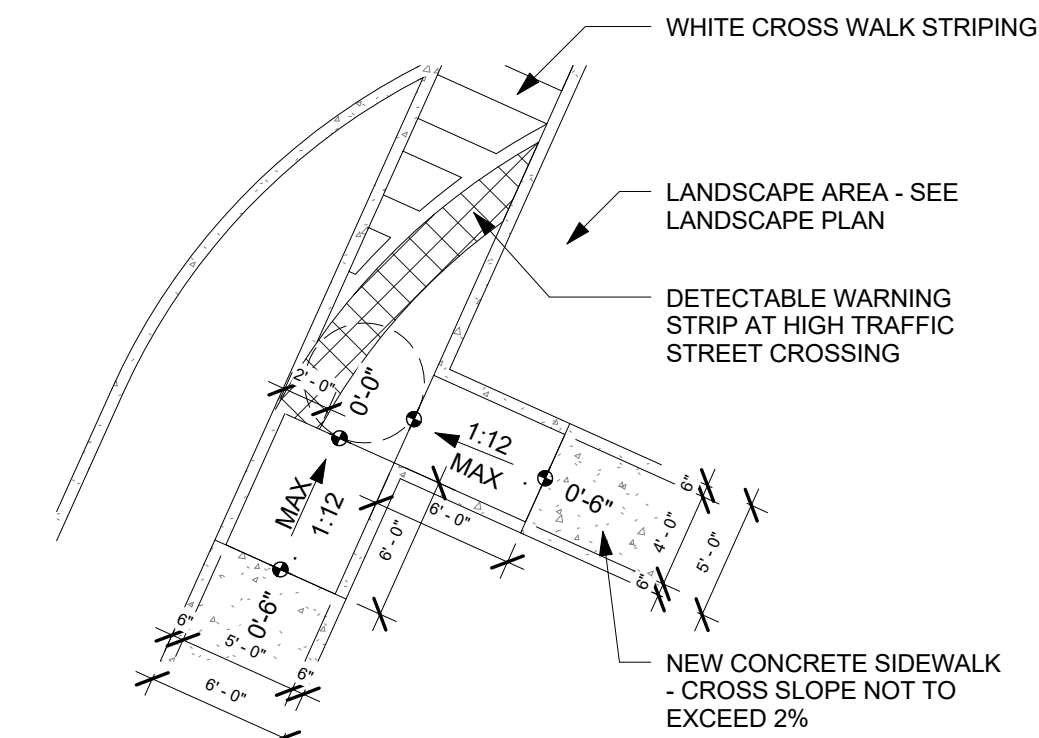 WHITE CROSS WALK STRIPING
LANDSCAPE AREA - SEE
LANDSCAPE PLAN
DETECTABLE WARNING
STRIP AT HIGH TRAFFIC
STREET CROSSING
2' - 0"
0'-0"
1:12
MAX
0'-6"
6"
4' - 0"
5' - 0"
6"
6' - 0"
6' - 0"
MAX
1:12
0'-6"
6"
5' - 0"
6"
6' - 0"
NEW CONCRETE SIDEWALK
- CROSS SLOPE NOT TO
EXCEED 2%